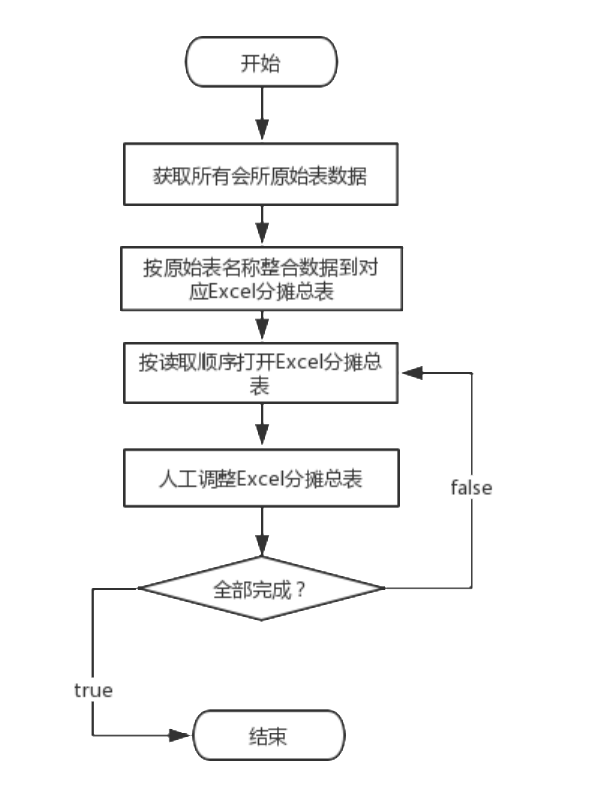 开始
获取所有会所原始表数据
按原始表名称整合数据到对
应Excel分摊总表
按读取顺序打开Excel分摊总
表
人工调整Excel分摊总表
false
全部完成？
true
结束